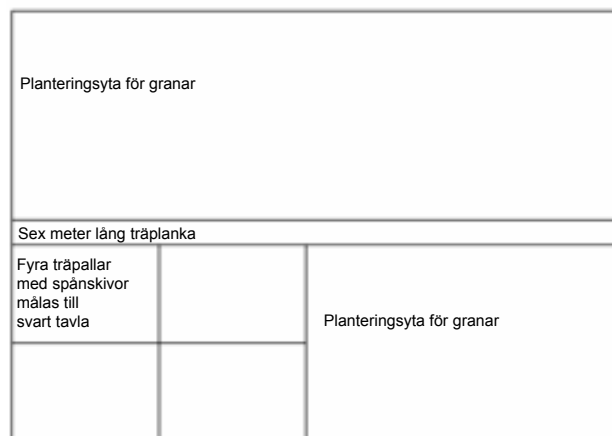 Planteringsyta för granar
Sex meter lång träplanka
Fyra träpallar
med spånskivor
målas till
svart tavla
Planteringsyta för granar